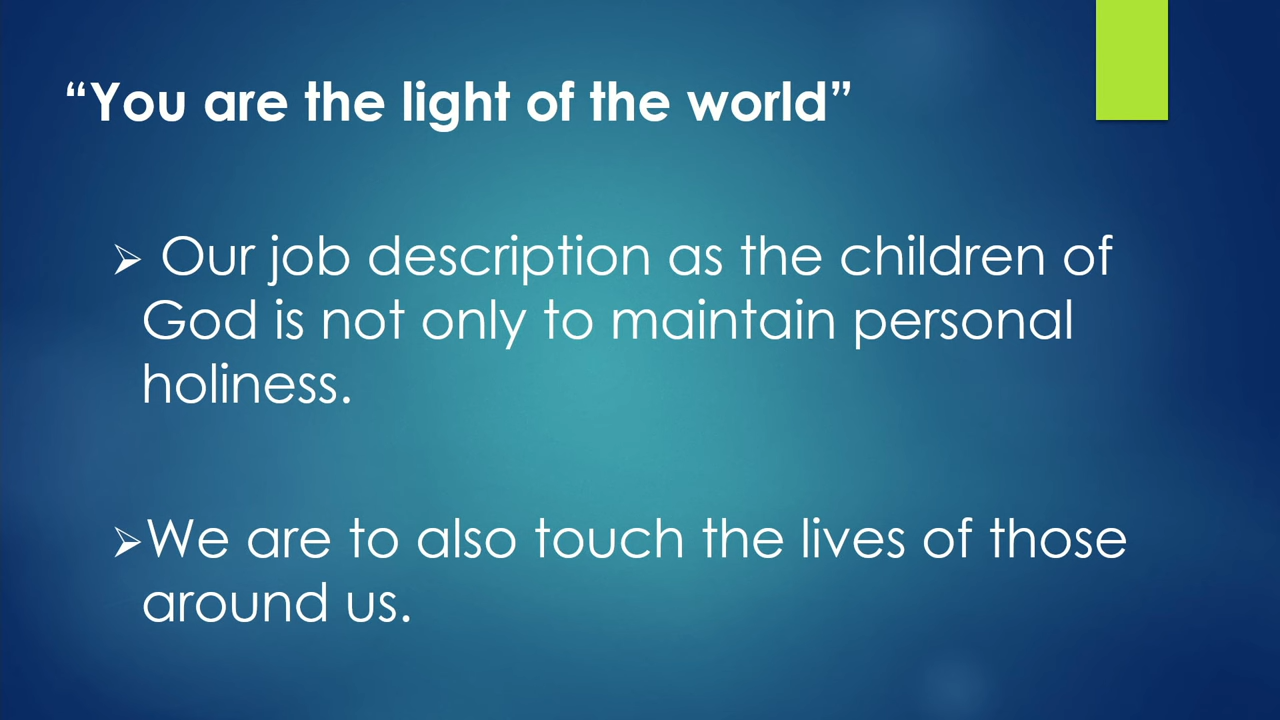 “You are the light of the world”
➢ Our job description as the children of
God is not only to maintain personal
holiness.
➢We are to also touch the lives of those
around us.